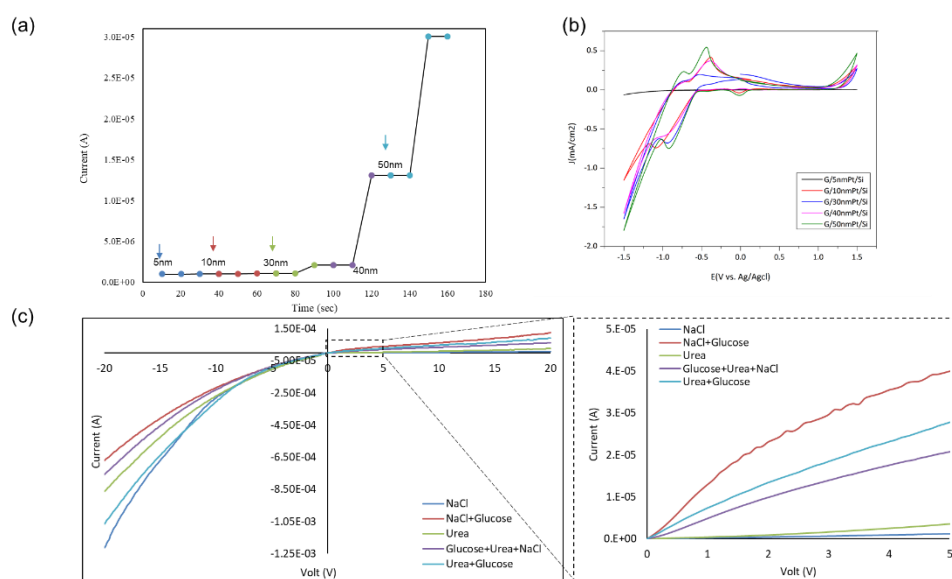 (a)
(b)
3.0E-05
2.5E-05
2.0E-05
1.5E-05
1.0E-05
5.0E-06
0.0E+00
Current (A)
5nm
10nm
30nm
40nm
50nm
0 20 40 60 80 100 120 140 160 180
Time (sec)
0.5
0.0
-0.5
-1.0
-1.5
-2.0
J(mA/cm2)
G/5nmPt/Si
G/10nmPt/Si
G/30nmPt/Si
G/40nmPt/Si
G/50nmPt/Si
-1.5 -1.0 -0.5 0.0 0.5 1.0 1.5
E(V vs. Ag/Agcl)
(c)
1.50E-04
-20 -15 -10 -5 0 5 10 15 20
-5.00E-05
-2.50E-04
-4.50E-04
-6.50E-04
-8.50E-04
-1.05E-03
-1.25E-03
Current (A)
NaCl
NaCl+Glucose
Urea
Glucose+Urea+NaCl
Urea+Glucose
Volt (V)
5.E-05
4.E-05
3.E-05
2.E-05
1.E-05
0.E+00
Current (A)
NaCl
NaCl+Glucose
Urea
Glucose+Urea+NaCl
Urea+Glucose
0 1 2 3 4 5
Volt (V)